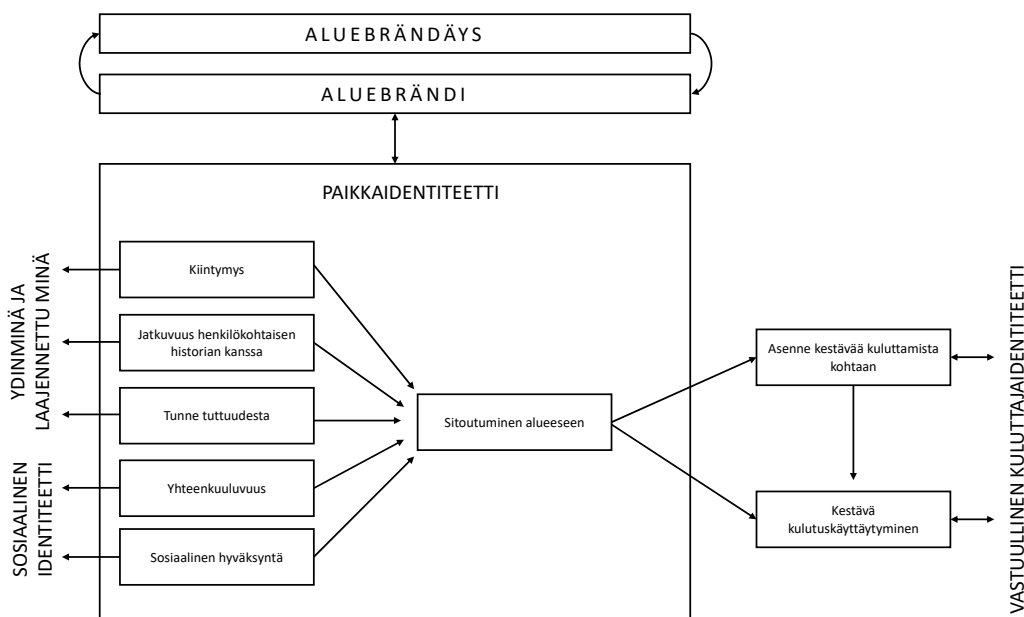 ALUEBRÄNDÄYS
ALUEBRÄNDI
PAIKKAIDENTITEETTI
YDINMINÄ JA
LAAJENNETTU MINÄ
SOSIAALINEN
IDENTITEETTI
Kiintymys
Jatkuvuus henkilökohtaisen
historian kanssa
Tunne tuttuudesta
Yhteenkuuluvuus
Sosiaalinen hyväksyntä
Sitoutuminen alueeseen
Asenne kestävää kuluttamista
kohtaan
Kestävä
kulutuskäyttäytyminen
VASTUULLINEN KULUTTAJAIDENTITEETTI